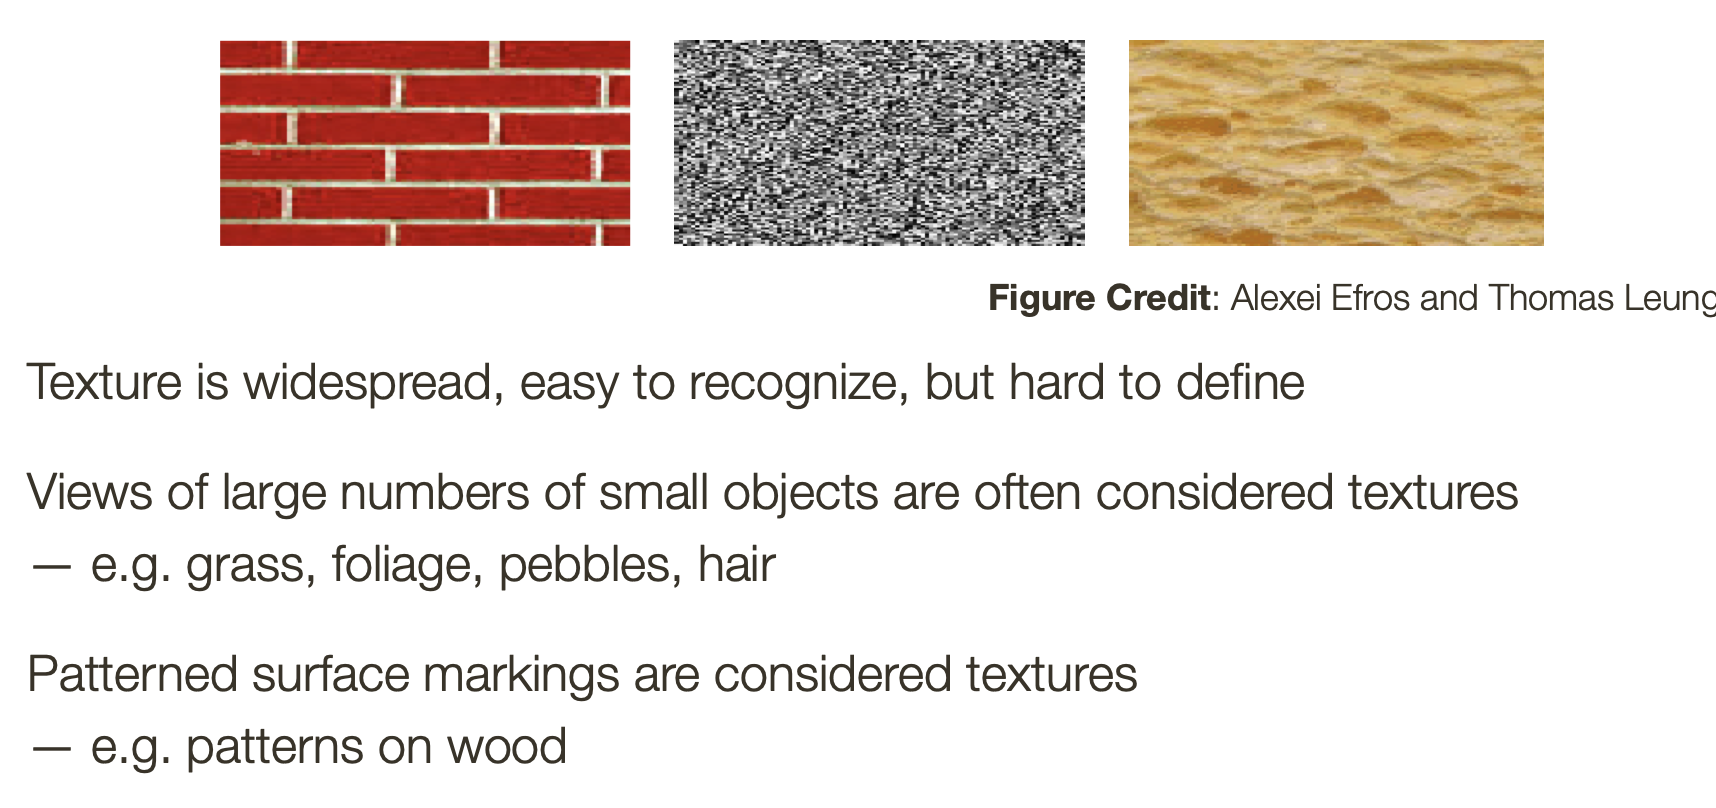 Figure Credit: Alexei Efros and Thomas Leung
Texture is widespread, easy to recognize, but hard to define
Views of large numbers of small objects are often considered textures
— e.g. grass, foliage, pebbles, hair
Patterned surface markings are considered textures
— e.g. patterns on wood